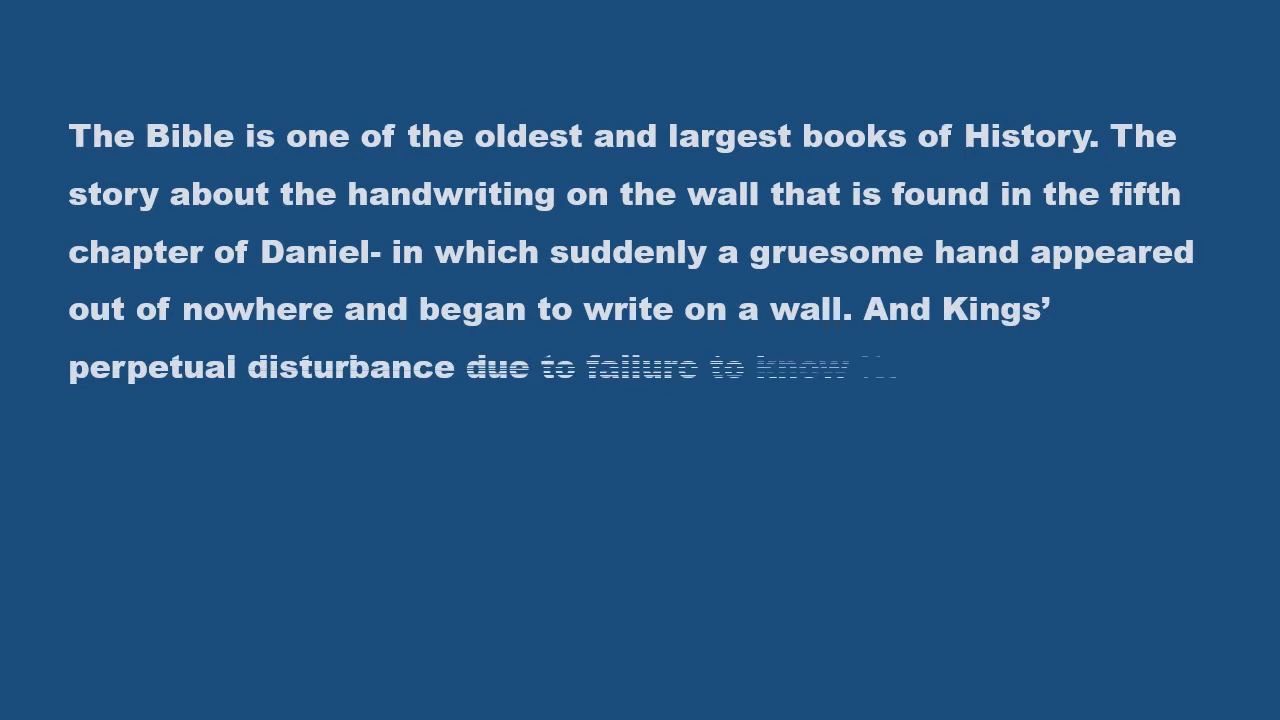 The Bible is one of the oldest and largest books of History. The
story about the handwriting on the wall that is found in the fifth
chapter of Daniel- in which suddenly a gruesome hand appeared
out of nowhere and began to write on a wall. And Kings’
perpetual disturbance due to failure to know